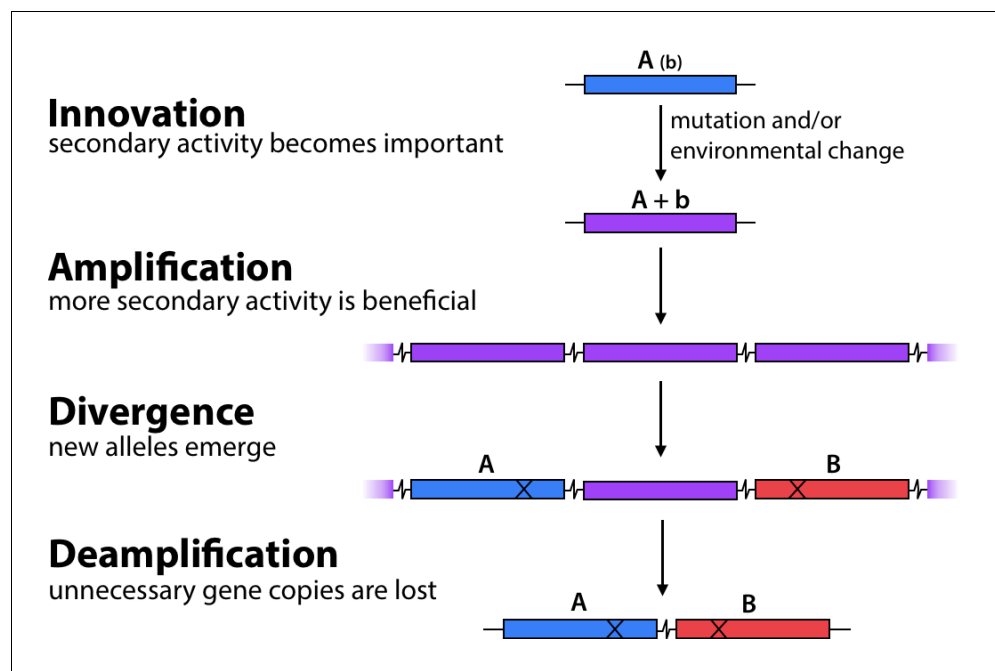 A (b)
Innovation
secondary activity becomes important
mutation and/or
environmental change
A + b
Amplification
more secondary activity is beneficial
Divergence
new alleles emerge
A B
Deamplification
unnecessary gene copies are lost
A B